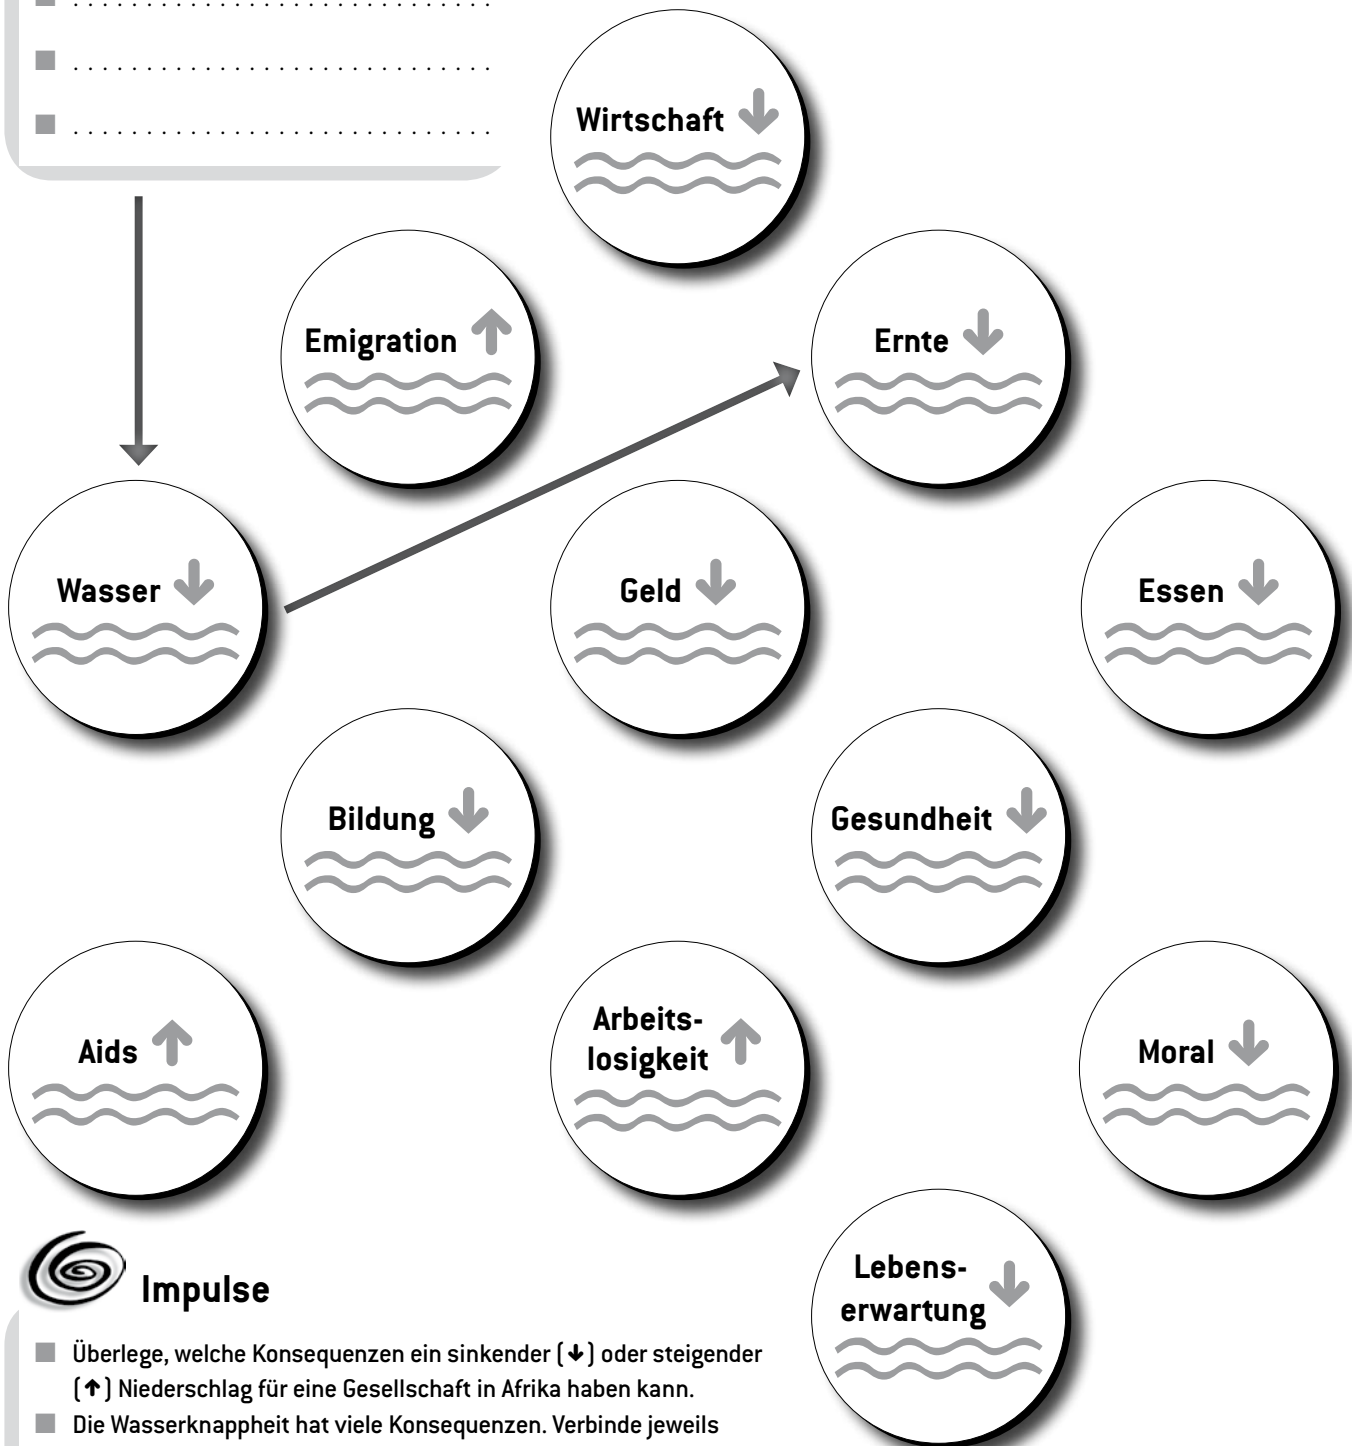 Wirtschaft ↓
Emigration ↑
Ernte ↓
Wasser ↓
Geld ↓
Essen ↓
Bildung ↓
Gesundheit ↓
Aids ↑
Arbeits-
losigkeit ↑
Moral ↓
Lebens-
erwartung ↓
Impulse
■ Überlege, welche Konsequenzen ein sinkender (↓) oder steigender
(↑) Niederschlag für eine Gesellschaft in Afrika haben kann.
■ Die Wasserknappheit hat viele Konsequenzen. Verbinde jeweils